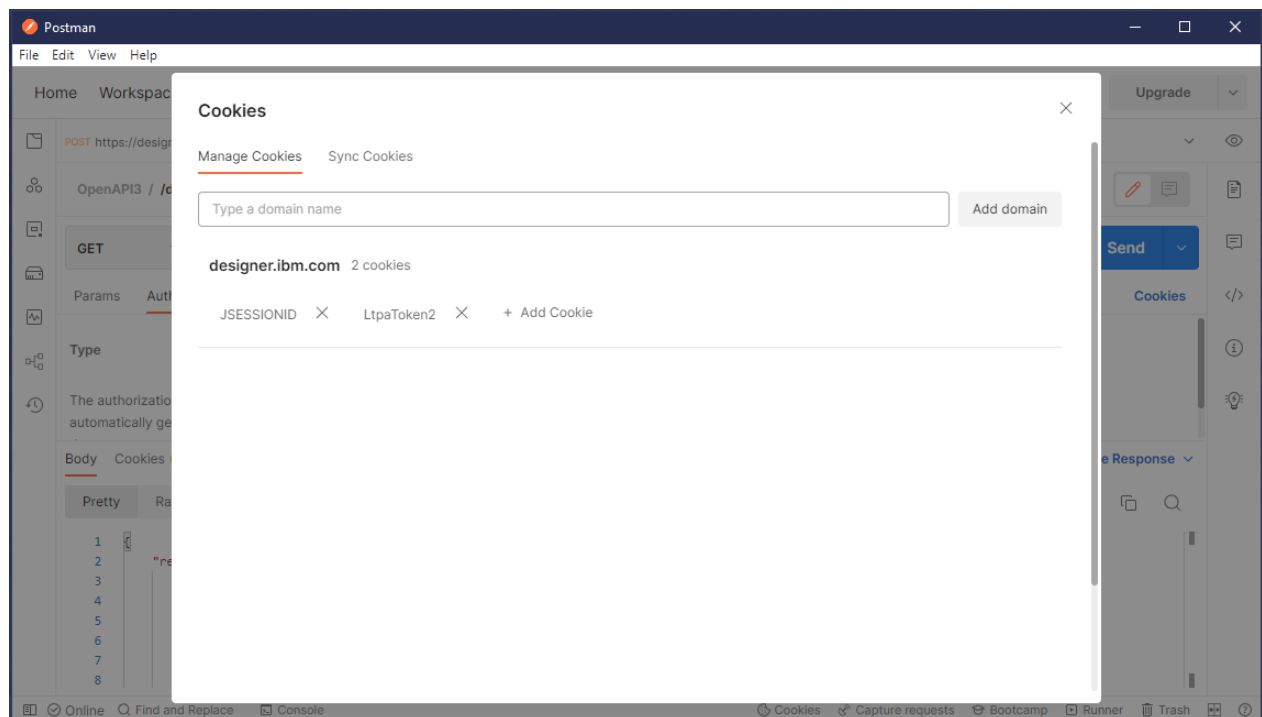 Postman
File Edit View Help
Home Workspac
Upgrade
Cookies
Manage Cookies Sync Cookies
POST https://desigr
OpenAPI3 / /d
Type a domain name
Add domain
GET
Send
designer.ibm.com 2 cookies
Params Auth
Cookies
JSESSIONID LtpaToken2 + Add Cookie
Type
The authorizatio
automatically ge
Body Cookies
e Response
Pretty Ra
1 {
2 "re
3
4
5
6
7
8
Online Find and Replace Console Cookies Capture requests Bootcamp Runner Trash